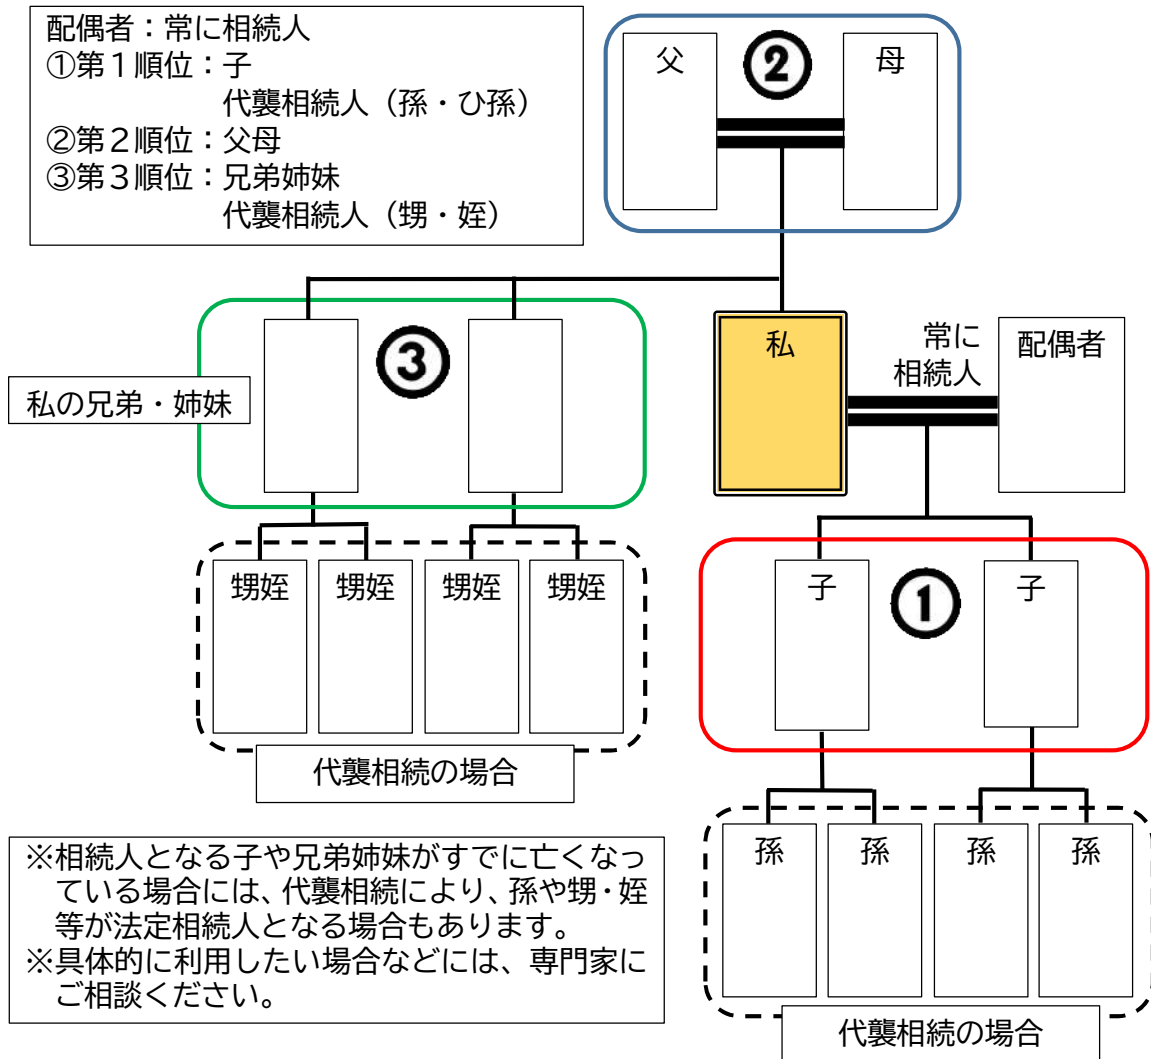 配偶者：常に相続人
①第１順位：子
代襲相続人（孫・ひ孫）
②第２順位：父母
③第３順位：兄弟姉妹
代襲相続人（甥・姪）
父
②
母
③
私の兄弟・姉妹
私
常に
相続人
配偶者
甥姪
甥姪
甥姪
甥姪
代襲相続の場合
子
①
子
孫
孫
孫
孫
代襲相続の場合
※相続人となる子や兄弟姉妹がすでに亡くなっ
ている場合には、代襲相続により、孫や甥・姪
等が法定相続人となる場合もあります。
※具体的に利用したい場合などには、専門家に
ご相談ください。